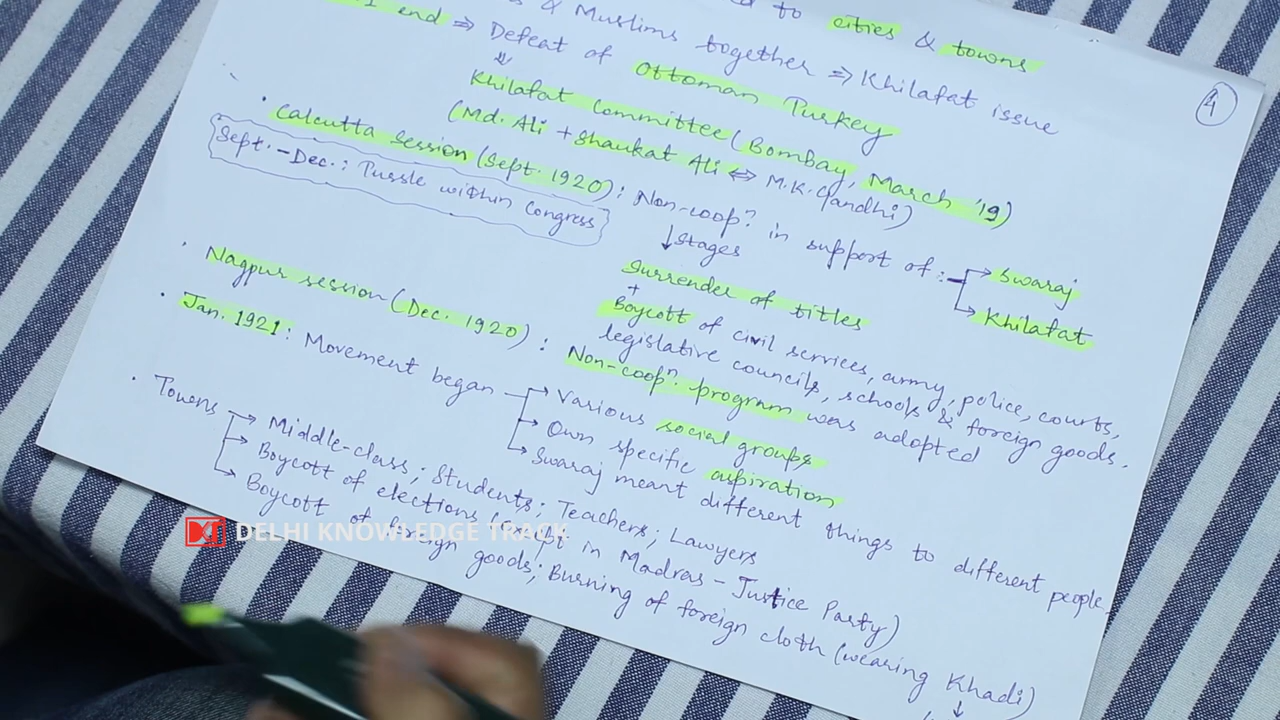 to cities & towns
& Muslims together ⇒ Khilafat issue
end ⇒ Defeat of Ottoman Turkey
④
⇓
Khilafat Committee (Bombay, March '19)
(Md. Ali + Shaukat Ali ⇔ M.K. Gandhi)
• Calcutta session (Sept. 1920) : Non-coopⁿ in support of : → Swaraj
→ Khilafat
Sept. - Dec. : Tussle within Congress
↓ stages
Surrender of titles
+
Boycott of civil services, army, police, courts,
legislative councils, schools & foreign goods.
• Nagpur session (Dec. 1920) : Non-coopⁿ. program was adopted
• Jan. 1921 : Movement began → Various social groups
→ Own specific aspiration
→ Swaraj meant different things to different people.
• Towns → Middle-class ; Students ; Teachers ; Lawyers
→ Boycott of elections (except in Madras - Justice Party)
→ Boycott of foreign goods ; Burning of foreign cloth (wearing Khadi)
↓
DKT DELHI KNOWLEDGE TRACK